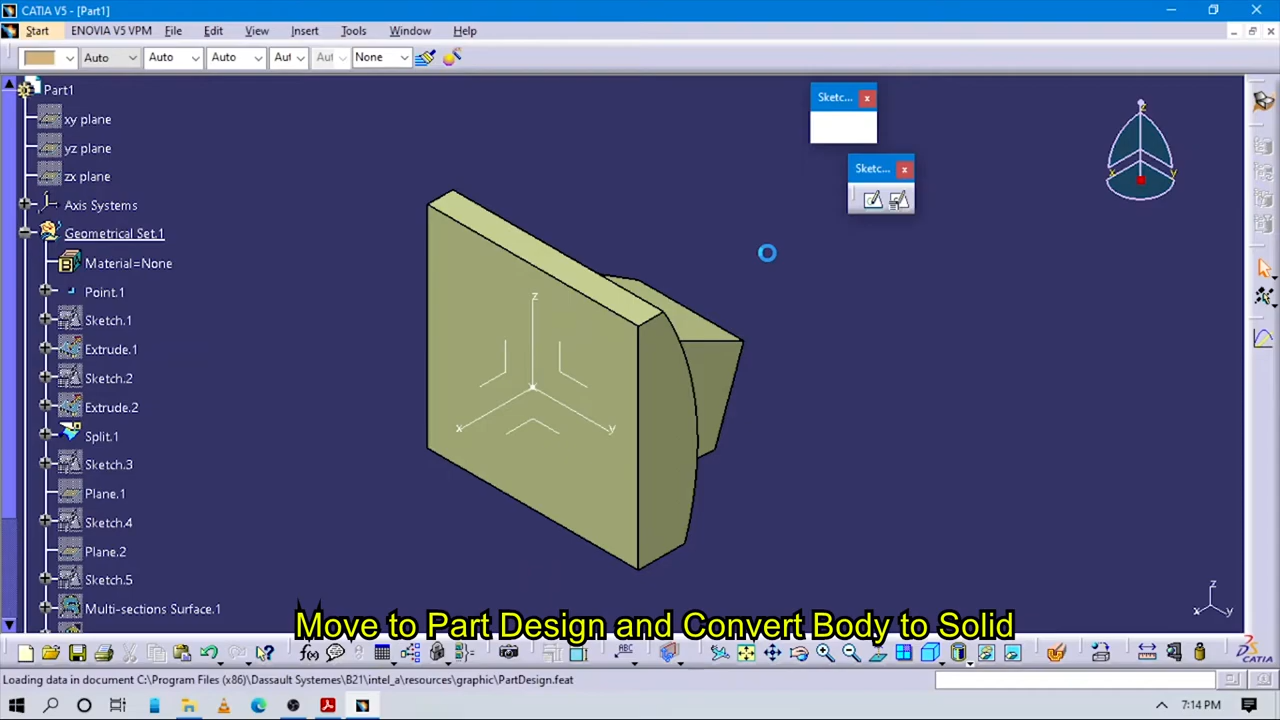 CATIA V5 - [Part1]
Start ENOVIA V5 VPM File Edit View Insert Tools Window Help
Auto Auto Auto Aut Aut None
Part1
xy plane
yz plane
zx plane
Axis Systems
Geometrical Set.1
Material=None
Point.1
Sketch.1
Extrude.1
Sketch.2
Extrude.2
Split.1
Sketch.3
Plane.1
Sketch.4
Plane.2
Sketch.5
Multi-sections Surface.1
Sketc...
Sketc...
z
x
y
z
x y
z
x y
Move to Part Design and Convert Body to Solid
CATIA
Loading data in document C:\Program Files (x86)\Dassault Systemes\B21\intel_a\resources\graphic\PartDesign.feat
7:14 PM